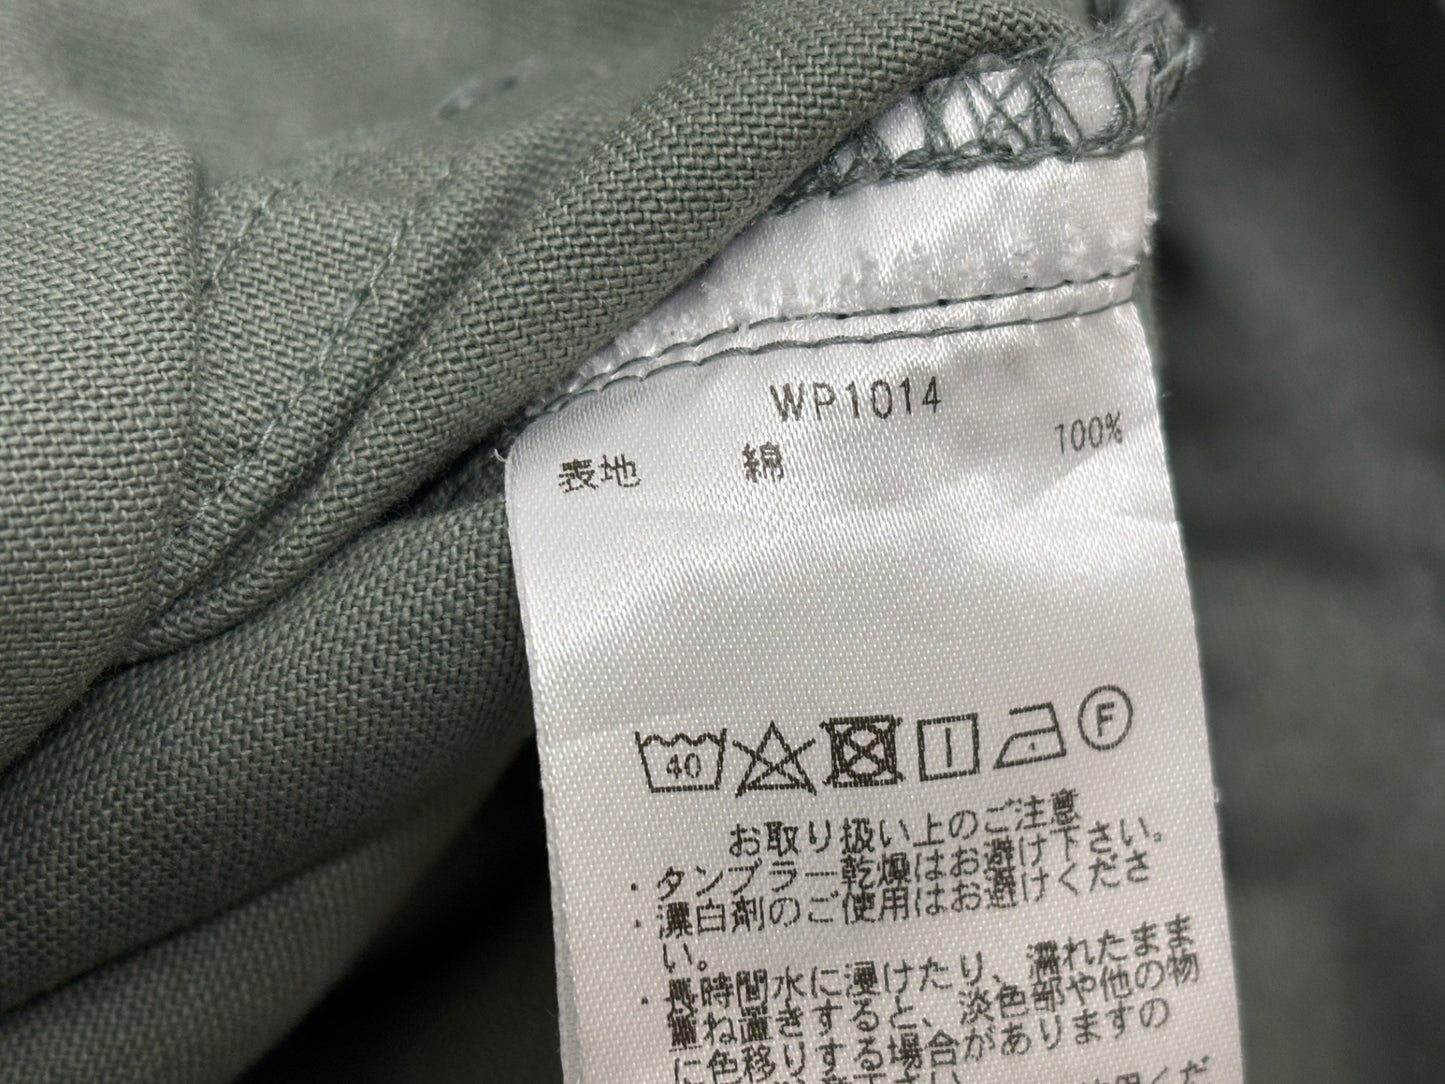 WP1014
表地 綿 100%
40 F
お取り扱い上のご注意
・タンブラー乾燥はお避け下さい。
・漂白剤のご使用はお避けくださ
い。
・長時間水に浸けたり、濡れたまま
重ね置きすると、淡色部や他の物
に色移りする場合がありますの